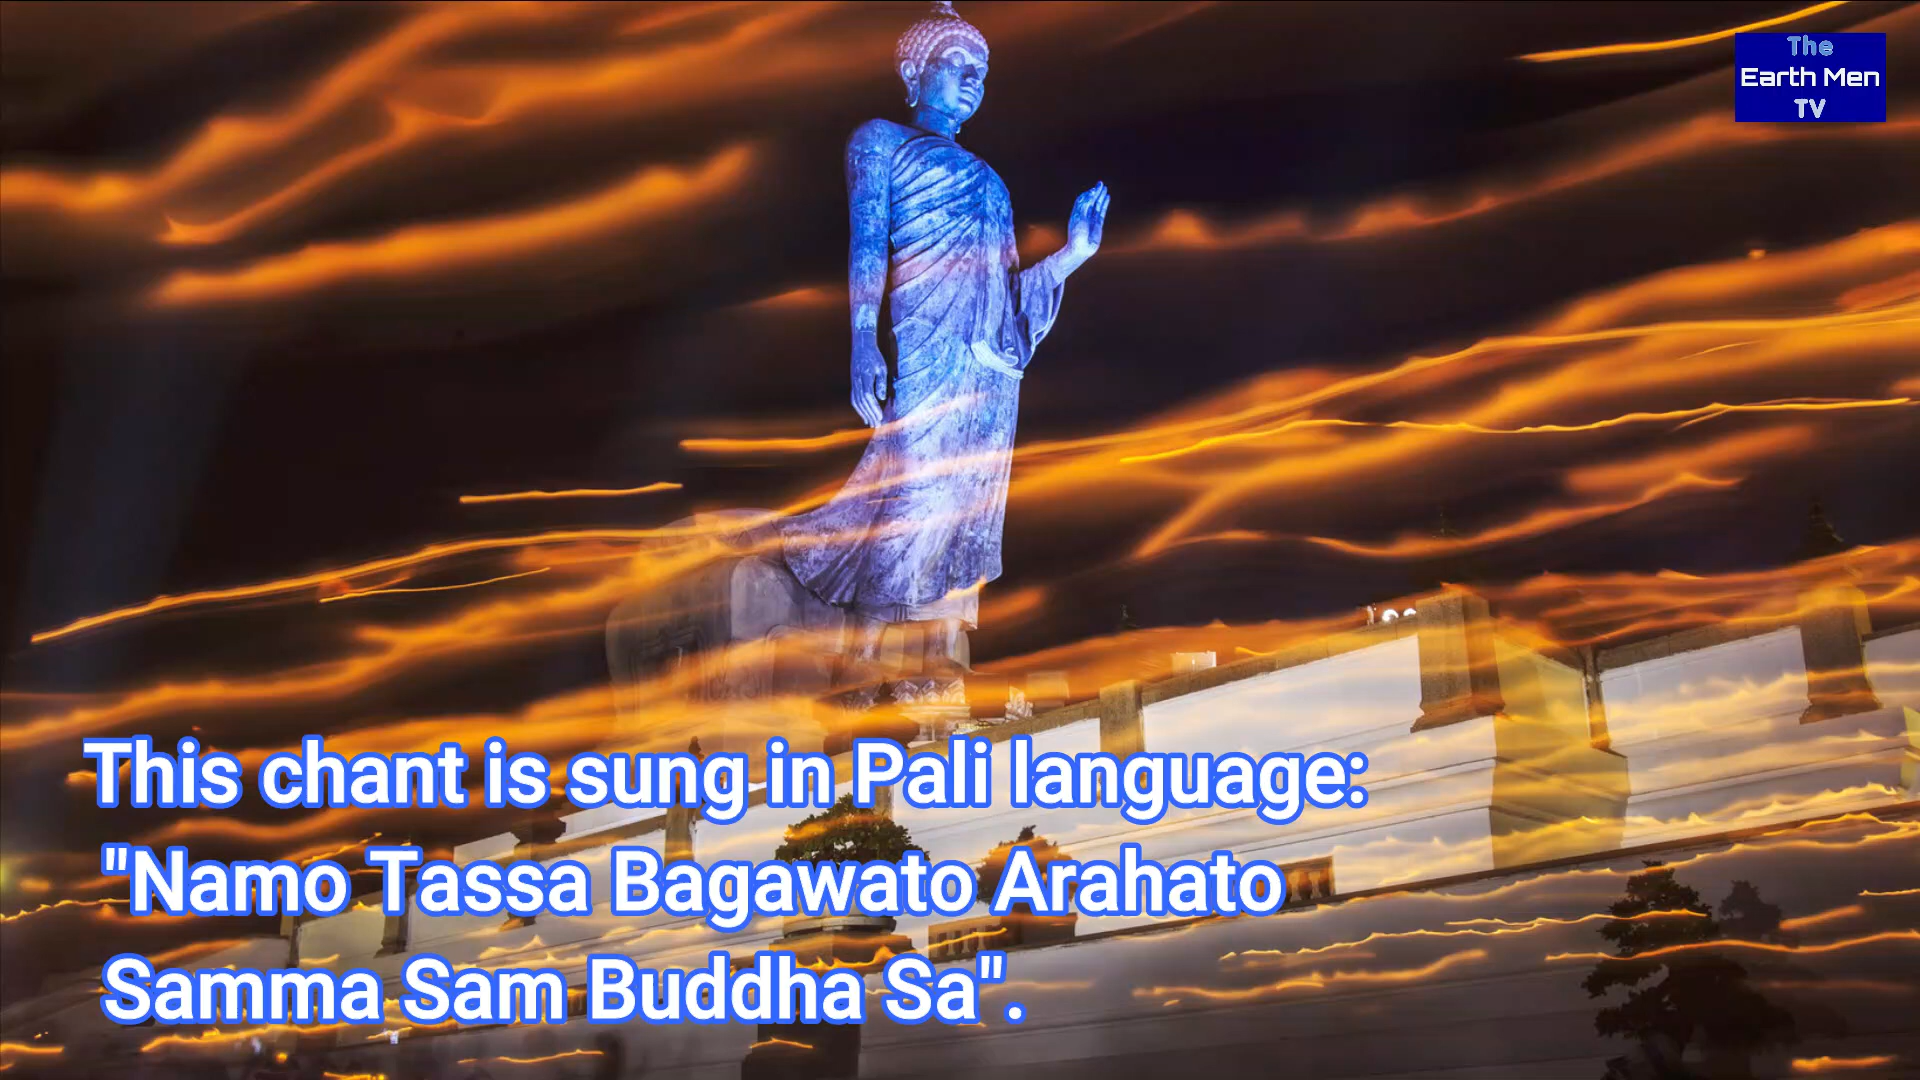 The
Earth Men
TV
This chant is sung in Pali language:
"Namo Tassa Bagawato Arahato
Samma Sam Buddha Sa".